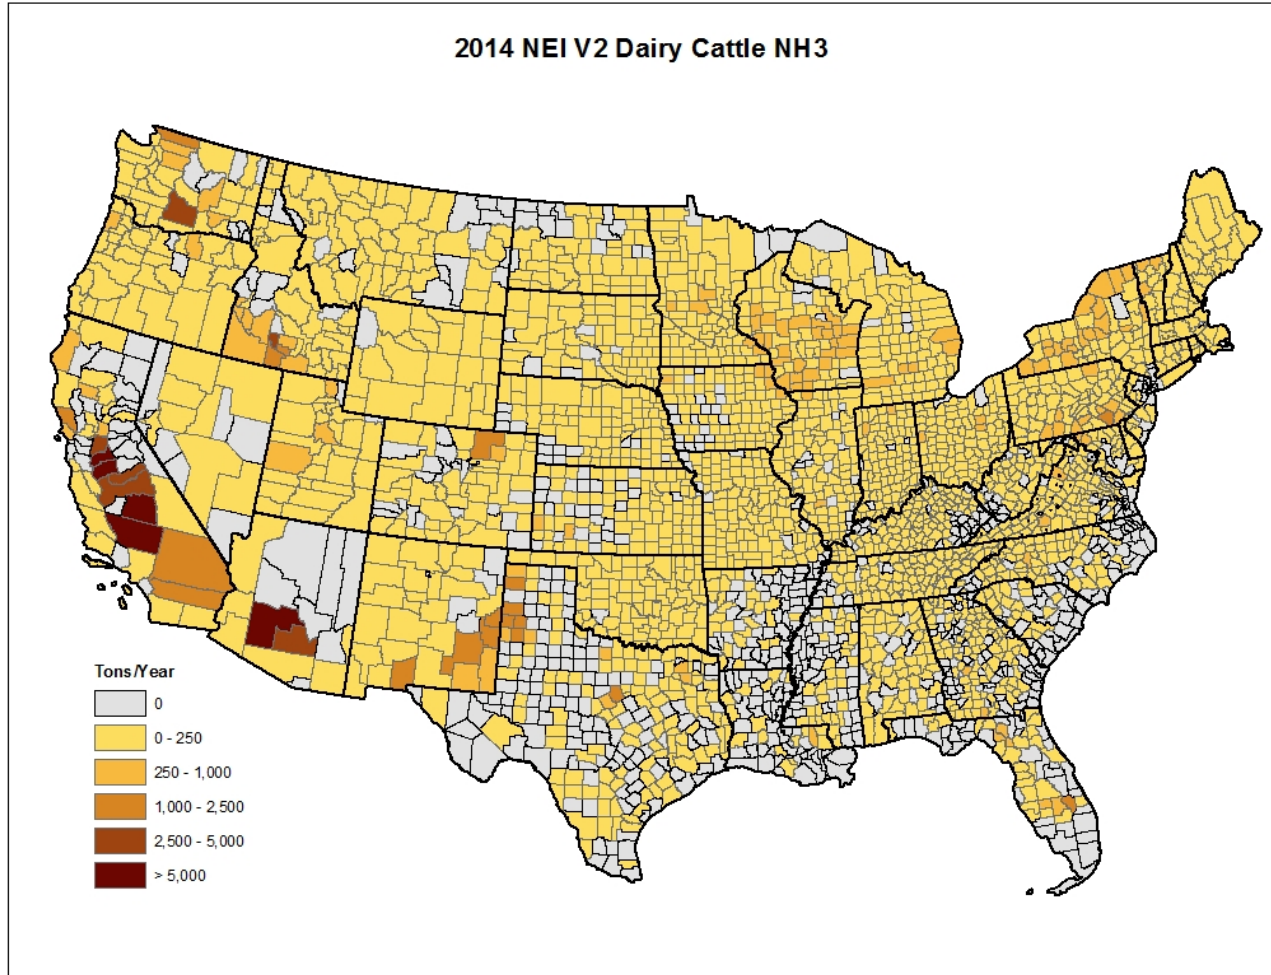 2014 NEI V2 Dairy Cattle NH3
Tons/Year
0
0 - 250
250 - 1,000
1,000 - 2,500
2,500 - 5,000
> 5,000